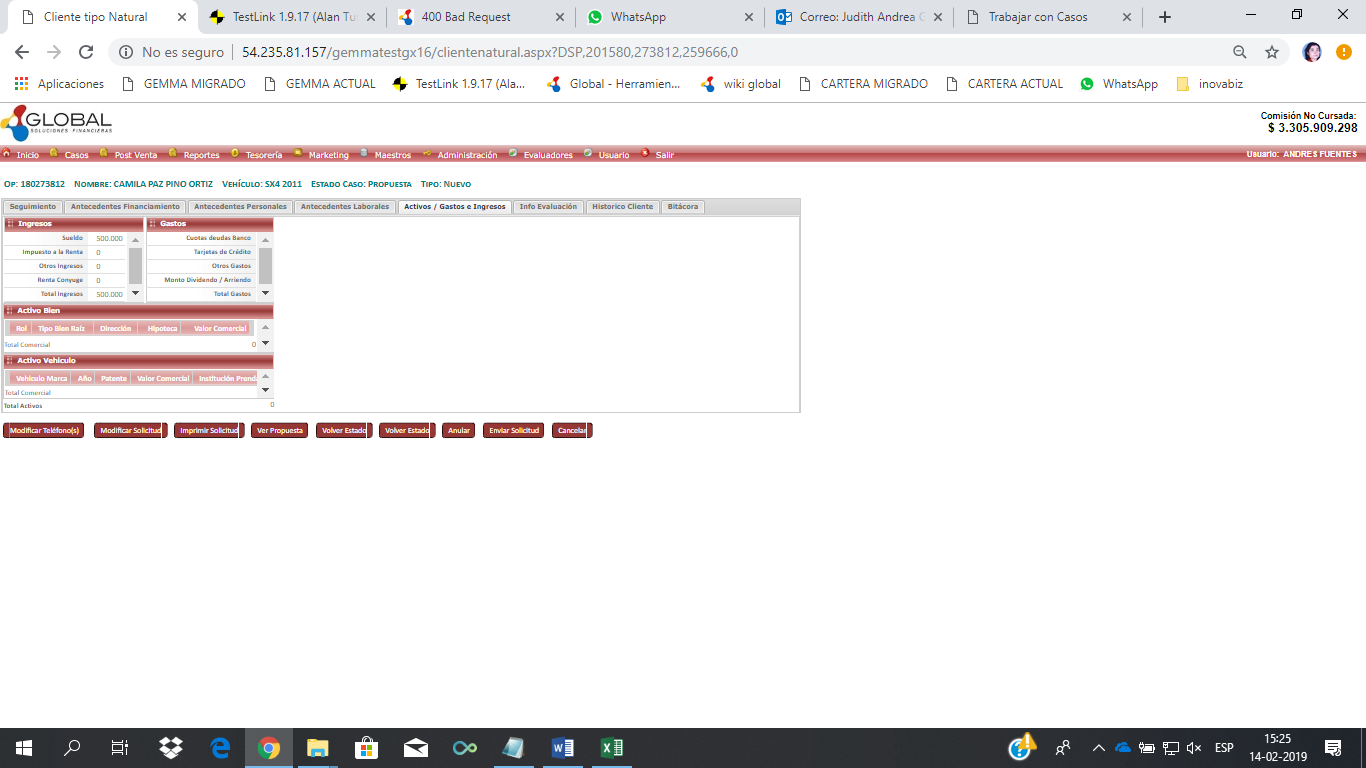 Cliente tipo Natural
TestLink 1.9.17 (Alan Tu
400 Bad Request
WhatsApp
Correo: Judith Andrea
Trabajar con Casos
No es seguro
54.235.81.157/gemmatestgx16/clientenatural.aspx?DSP,201580,273812,259666,0
Aplicaciones
GEMMA MIGRADO
GEMMA ACTUAL
TestLink 1.9.17 (Ala...
Global - Herramien...
wiki global
CARTERA MIGRADO
CARTERA ACTUAL
WhatsApp
inovabiz
GLOBAL
SOLUCIONES FINANCIERAS
Comisión No Cursada:
$ 3.305.909.298
Inicio
Casos
Post Venta
Reportes
Tesorería
Marketing
Maestros
Administración
Evaluadores
Usuario
Salir
Usuario: ANDRES FUENTES
Op: 180273812 Nombre: CAMILA PAZ PINO ORTIZ Vehículo: SX4 2011 Estado Caso: Propuesta Tipo: Nuevo
Seguimiento
Antecedentes Financiamiento
Antecedentes Personales
Antecedentes Laborales
Activos / Gastos e Ingresos
Info Evaluación
Historico Cliente
Bitácora
Ingresos
Sueldo 500.000
Impuesto a la Renta 0
Otros Ingresos 0
Renta Conyuge 0
Total Ingresos 500.000
Gastos
Cuotas deudas Banco
Tarjetas de Crédito
Otros Gastos
Monto Dividendo / Arriendo
Total Gastos
Activo Bien
Rol Tipo Bien Raiz Dirección Hipoteca Valor Comercial
Total Comercial 0
Activo Vehículo
Vehículo Marca Año Patente Valor Comercial Institución Prenda
Total Comercial
Total Activos 0
Modificar Teléfono(s)
Modificar Solicitud
Imprimir Solicitud
Ver Propuesta
Volver Estado
Volver Estado
Anular
Enviar Solicitud
Cancelar
ESP
15:25
14-02-2019